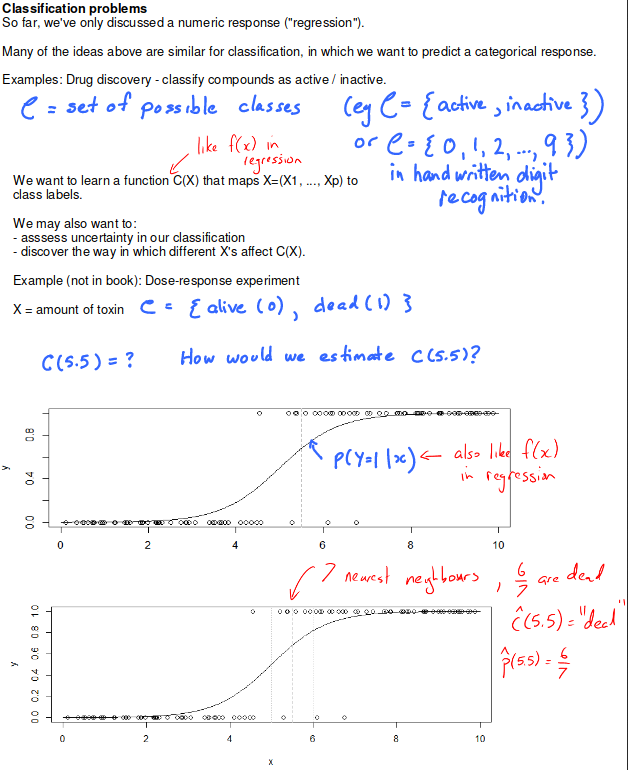 Classification problems
So far, we've only discussed a numeric response ("regression").
Many of the ideas above are similar for classification, in which we want to predict a categorical response.
Examples: Drug discovery - classify compounds as active / inactive.
C = set of possible classes (eg C = {active, inactive})
or C = {0, 1, 2, ..., 9})
in handwritten digit
recognition.
like f(x) in
regression
We want to learn a function C(X) that maps X=(X1, ..., Xp) to
class labels.
We may also want to:
- asssess uncertainty in our classification
- discover the way in which different X's affect C(X).
Example (not in book): Dose-response experiment
X = amount of toxin C = {alive (0), dead (1)}
C(5.5) = ? How would we estimate C(5.5)?
0.8
0.4
0.0
y
P(Y=1|x) ← also like f(x)
in regression
0 2 4 6 8 10
7 nearest neighbours, 6/7 are dead
Ĉ(5.5) = "dead"
p̂(5.5) = 6/7
1.0
0.8
0.6
0.4
0.2
0.0
y
0 2 4 6 8 10
x